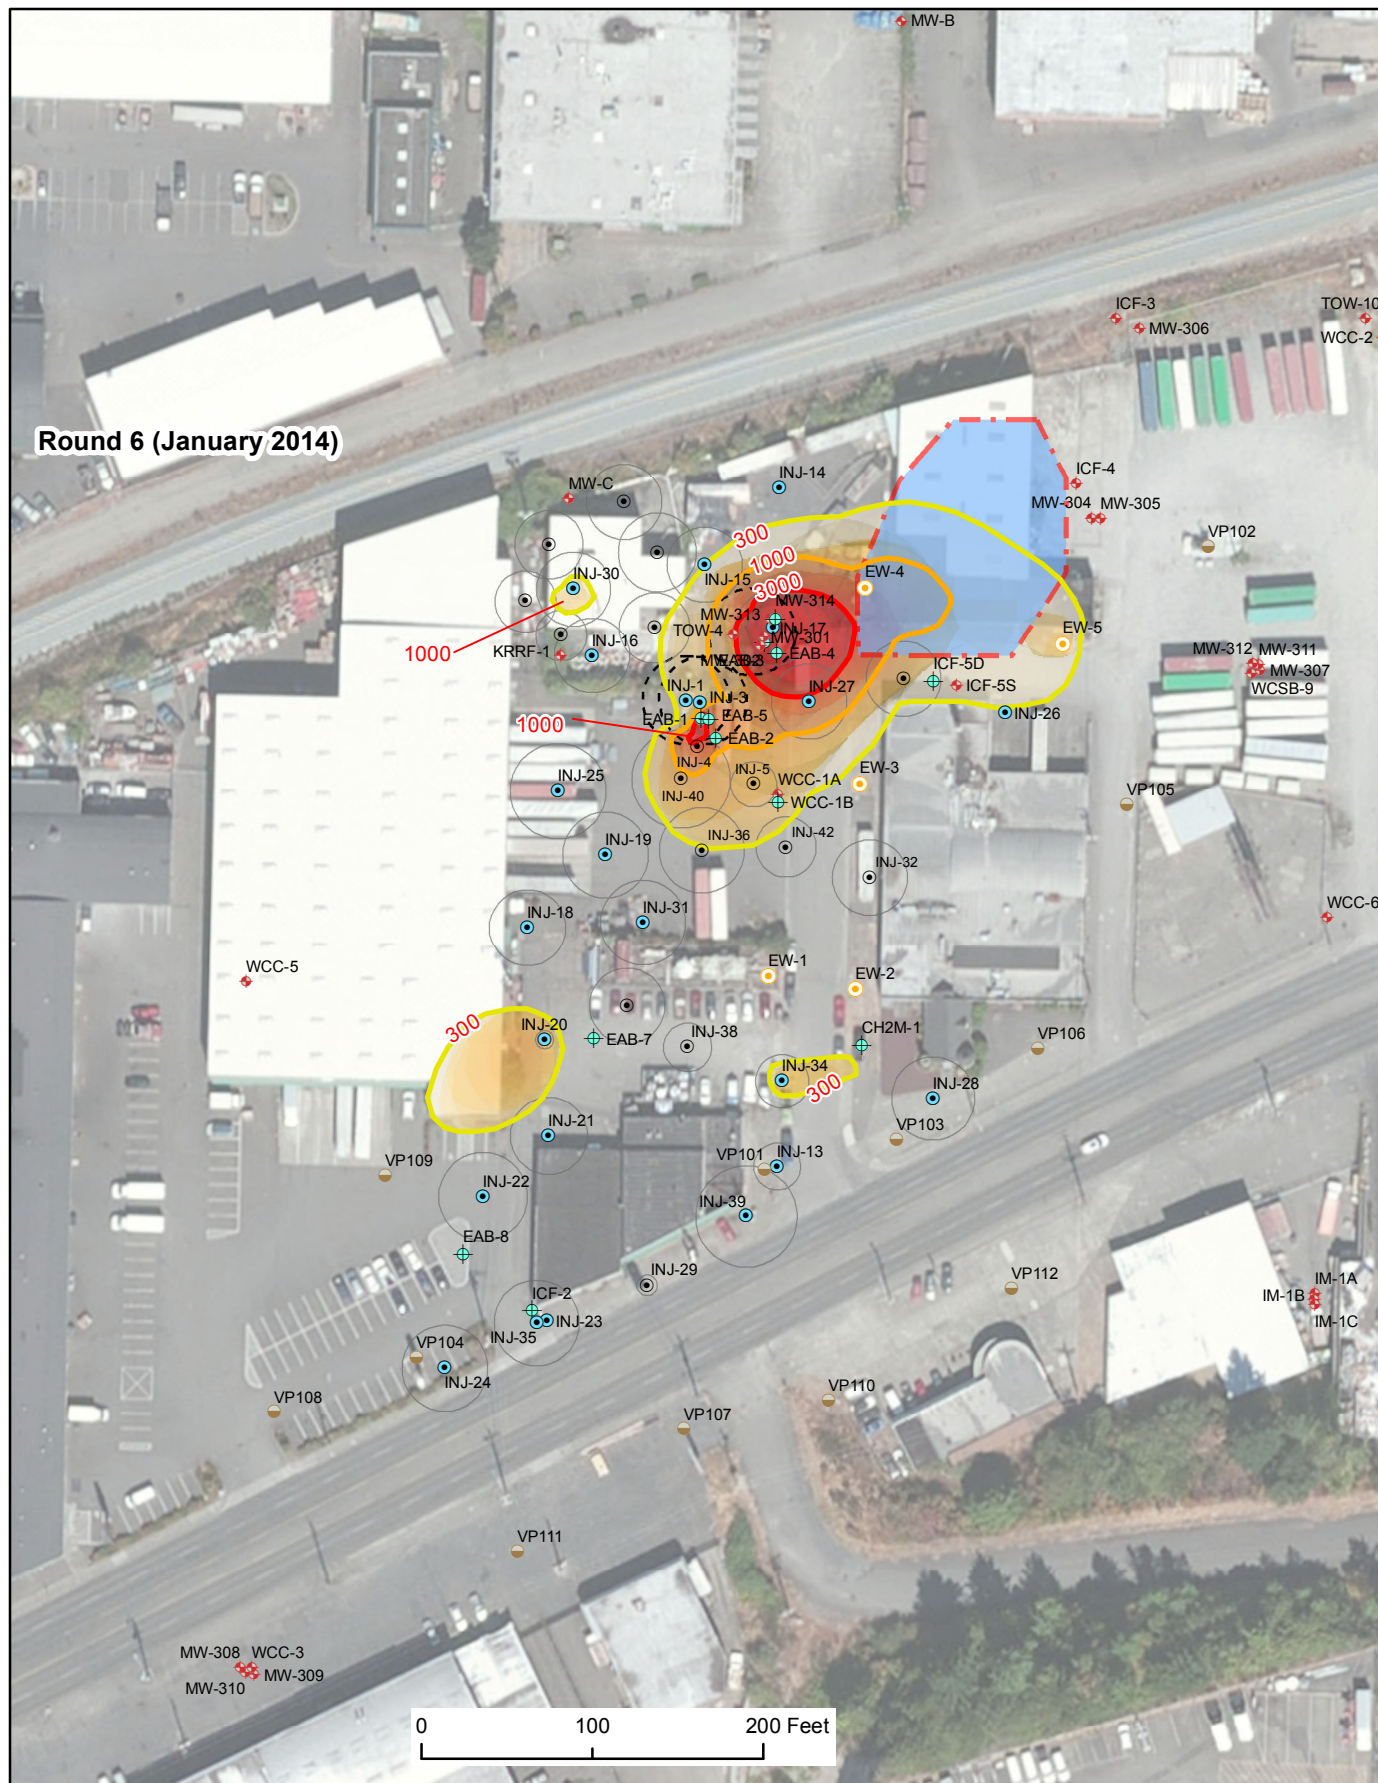 MW-B
ICF-3
TOW-10
MW-306
WCC-2
Round 6 (January 2014)
INJ-14
ICF-4
MW-C
MW-304
MW-305
300
VP102
1000
INJ-30
INJ-15
EW-4
3000
MW-314
MW-313
TOW-4
INJ-17
EW-5
MW-301
1000
KRRF-1
INJ-16
EAB-4
MW-312
MW-311
ICF-5D
MW-307
ICF-5S
WCSB-9
INJ-1
INJ-3
INJ-27
INJ-26
1000
EAB-1
EAB-5
EAB-2
INJ-4
INJ-25
INJ-40
INJ-5
WCC-1A
EW-3
WCC-1B
VP105
INJ-19
INJ-36
INJ-42
INJ-32
INJ-18
INJ-31
WCC-6
WCC-5
EW-1
EW-2
300
INJ-20
EAB-7
INJ-38
CH2M-1
VP106
INJ-34
300
INJ-28
INJ-21
VP103
VP109
VP101
INJ-13
INJ-22
INJ-39
EAB-8
INJ-29
VP112
IM-1A
IM-1B
IM-1C
ICF-2
INJ-35
INJ-23
VP104
INJ-24
VP108
VP110
VP107
VP111
MW-308
WCC-3
MW-310
MW-309
0 100 200 Feet